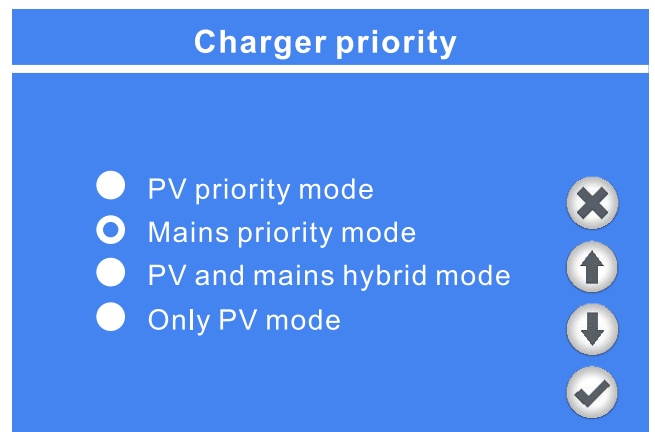 Charger priority
PV priority mode
Mains priority mode
PV and mains hybrid mode
Only PV mode